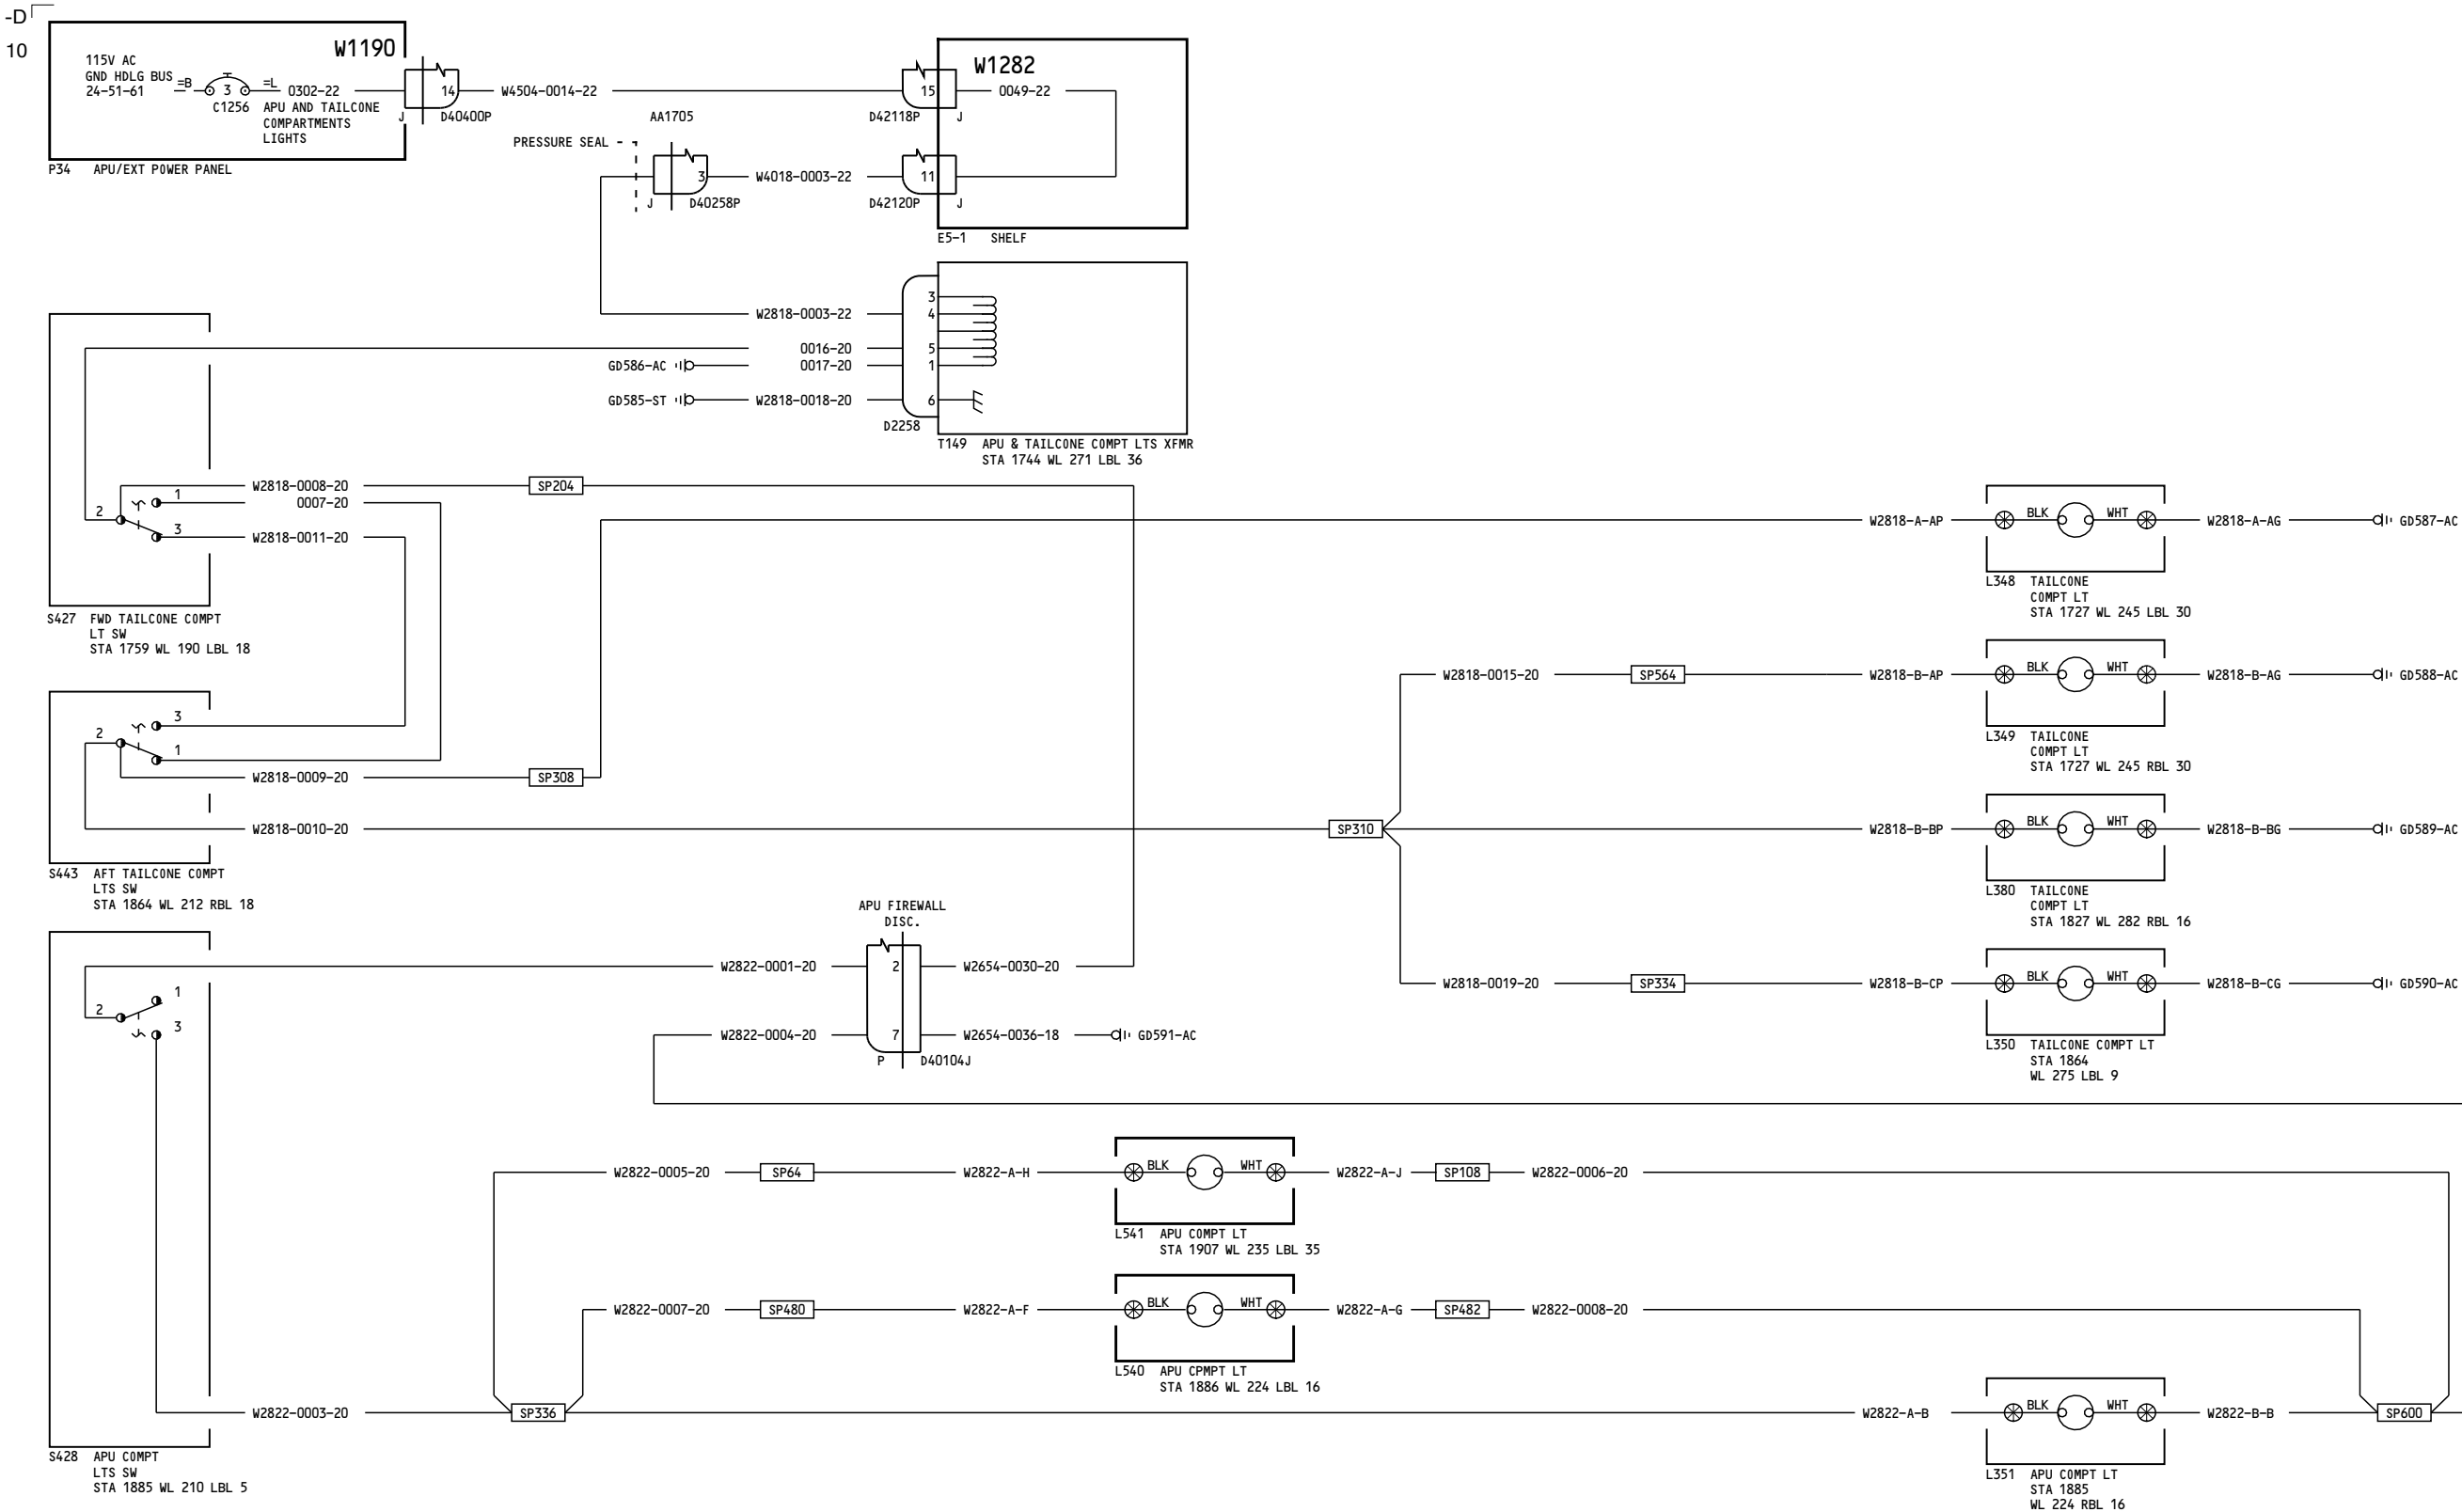 -D
10
W1190
115V AC
GND HDLG BUS
24-51-61
=B
3
=L
0302-22
C1256
APU AND TAILCONE
COMPARTMENTS
LIGHTS
J
14
D40400P
W4504-0014-22
P34 APU/EXT POWER PANEL
W1282
15
0049-22
D42118P
J
AA1705
PRESSURE SEAL
3
W4018-0003-22
11
J
D40258P
D42120P
J
E5-1 SHELF
3
W2818-0003-22
4
0016-20
5
GD586-AC
0017-20
1
GD585-ST
W2818-0018-20
6
D2258
T149 APU & TAILCONE COMPT LTS XFMR
STA 1744 WL 271 LBL 36
W2818-0008-20
SP204
1
0007-20
2
3
W2818-0011-20
S427 FWD TAILCONE COMPT
LT SW
STA 1759 WL 190 LBL 18
W2818-A-AP
BLK
WHT
W2818-A-AG
GD587-AC
L348 TAILCONE
COMPT LT
STA 1727 WL 245 LBL 30
W2818-0015-20
SP564
W2818-B-AP
BLK
WHT
W2818-B-AG
GD588-AC
L349 TAILCONE
COMPT LT
STA 1727 WL 245 RBL 30
3
2
1
W2818-0009-20
SP308
W2818-0010-20
SP310
W2818-B-BP
BLK
WHT
W2818-B-BG
GD589-AC
L380 TAILCONE
COMPT LT
STA 1827 WL 282 RBL 16
S443 AFT TAILCONE COMPT
LTS SW
STA 1864 WL 212 RBL 18
APU FIREWALL
DISC.
W2822-0001-20
2
W2654-0030-20
W2818-0019-20
SP334
W2818-B-CP
BLK
WHT
W2818-B-CG
GD590-AC
L350 TAILCONE COMPT LT
STA 1864
WL 275 LBL 9
1
2
3
W2822-0004-20
7
W2654-0036-18
GD591-AC
P
D40104J
W2822-0005-20
SP64
W2822-A-H
BLK
WHT
W2822-A-J
SP108
W2822-0006-20
L541 APU COMPT LT
STA 1907 WL 235 LBL 35
W2822-0007-20
SP480
W2822-A-F
BLK
WHT
W2822-A-G
SP482
W2822-0008-20
L540 APU CPMPT LT
STA 1886 WL 224 LBL 16
W2822-0003-20
SP336
W2822-A-B
BLK
WHT
W2822-B-B
SP600
S428 APU COMPT
LTS SW
STA 1885 WL 210 LBL 5
L351 APU COMPT LT
STA 1885
WL 224 RBL 16